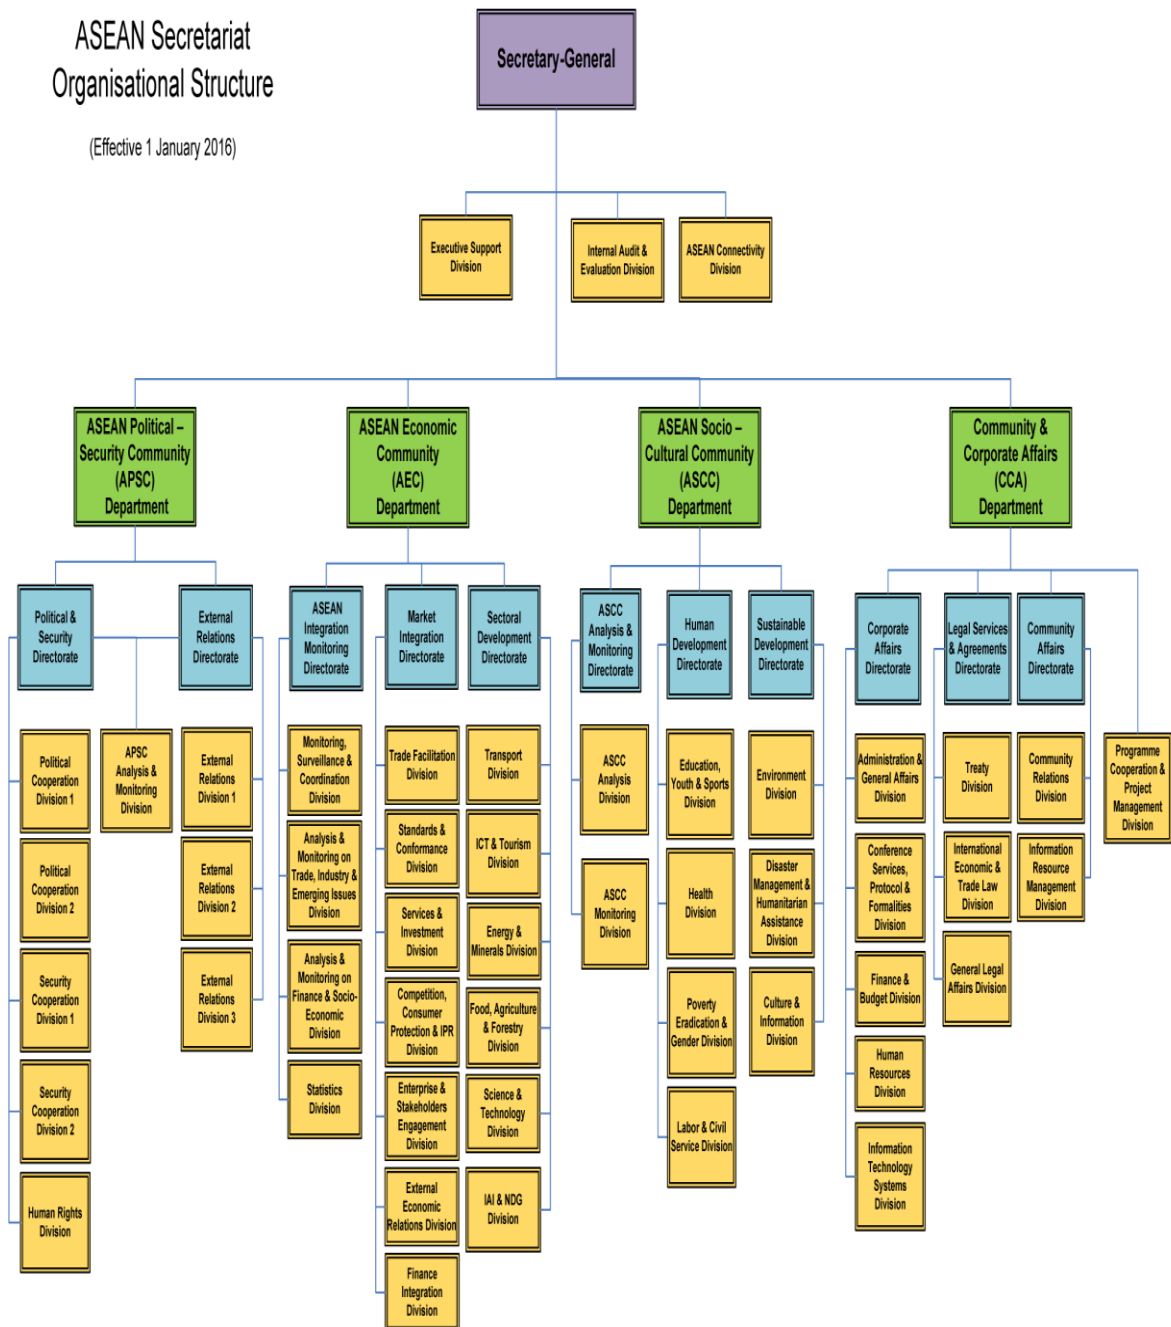 ASEAN Secretariat
Organisational Structure
(Effective 1 January 2016)
Secretary-General
Executive Support
Division
Internal Audit &
Evaluation Division
ASEAN Connectivity
Division
ASEAN Political –
Security Community
(APSC)
Department
ASEAN Economic
Community
(AEC)
Department
ASEAN Socio –
Cultural Community
(ASCC)
Department
Community &
Corporate Affairs
(CCA)
Department
Political &
Security
Directorate
External
Relations
Directorate
ASEAN
Integration
Monitoring
Directorate
Market
Integration
Directorate
Sectoral
Development
Directorate
ASCC
Analysis &
Monitoring
Directorate
Human
Development
Directorate
Sustainable
Development
Directorate
Corporate
Affairs
Directorate
Legal Services
& Agreements
Directorate
Community
Affairs
Directorate
Political
Cooperation
Division 1
Political
Cooperation
Division 2
Security
Cooperation
Division 1
Security
Cooperation
Division 2
Human Rights
Division
APSC
Analysis &
Monitoring
Division
External
Relations
Division 1
External
Relations
Division 2
External
Relations
Division 3
Monitoring,
Surveillance &
Coordination
Division
Analysis &
Monitoring on
Trade, Industry &
Emerging Issues
Division
Analysis &
Monitoring on
Finance & Socio-
Economic
Division
Statistics
Division
Trade Facilitation
Division
Standards &
Conformance
Division
Services &
Investment
Division
Competition,
Consumer
Protection & IPR
Division
Enterprise &
Stakeholders
Engagement
Division
External
Economic
Relations Division
Finance
Integration
Division
Transport
Division
ICT & Tourism
Division
Energy &
Minerals Division
Food, Agriculture
& Forestry
Division
Science &
Technology
Division
IAI & NDG
Division
ASCC
Analysis
Division
ASCC
Monitoring
Division
Education,
Youth & Sports
Division
Health
Division
Poverty
Eradication &
Gender Division
Labor & Civil
Service Division
Environment
Division
Disaster
Management &
Humanitarian
Assistance
Division
Culture &
Information
Division
Administration &
General Affairs
Division
Conference
Services,
Protocol &
Formalities
Division
Finance &
Budget Division
Human
Resources
Division
Information
Technology
Systems
Division
Treaty
Division
International
Economic &
Trade Law
Division
General Legal
Affairs Division
Community
Relations
Division
Information
Resource
Management
Division
Programme
Cooperation &
Project
Management
Division